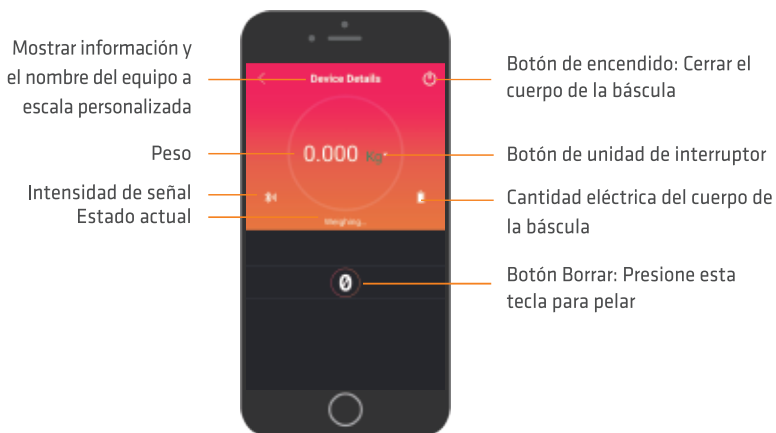 Mostrar información y
el nombre del equipo a
escala personalizada
Peso
Intensidad de señal
Estado actual
Device Details
0.000 Kg
Weighing...
0
Botón de encendido: Cerrar el
cuerpo de la báscula
Botón de unidad de interruptor
Cantidad eléctrica del cuerpo de
la báscula
Botón Borrar: Presione esta
tecla para pelar